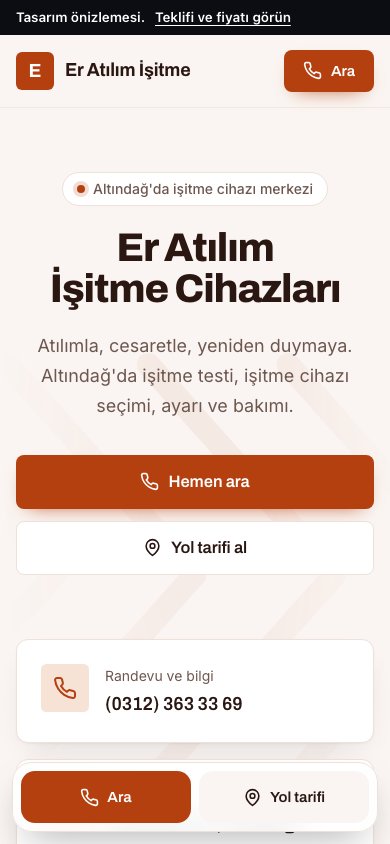 Tasarım önizlemesi. Teklifi ve fiyatı görün
E Er Atılım İşitme Ara
Altındağ'da işitme cihazı merkezi
Er Atılım
İşitme Cihazları
Atılımla, cesaretle, yeniden duymaya.
Altındağ'da işitme testi, işitme cihazı
seçimi, ayarı ve bakımı.
Hemen ara
Yol tarifi al
Randevu ve bilgi
(0312) 363 33 69
Ara Yol tarifi